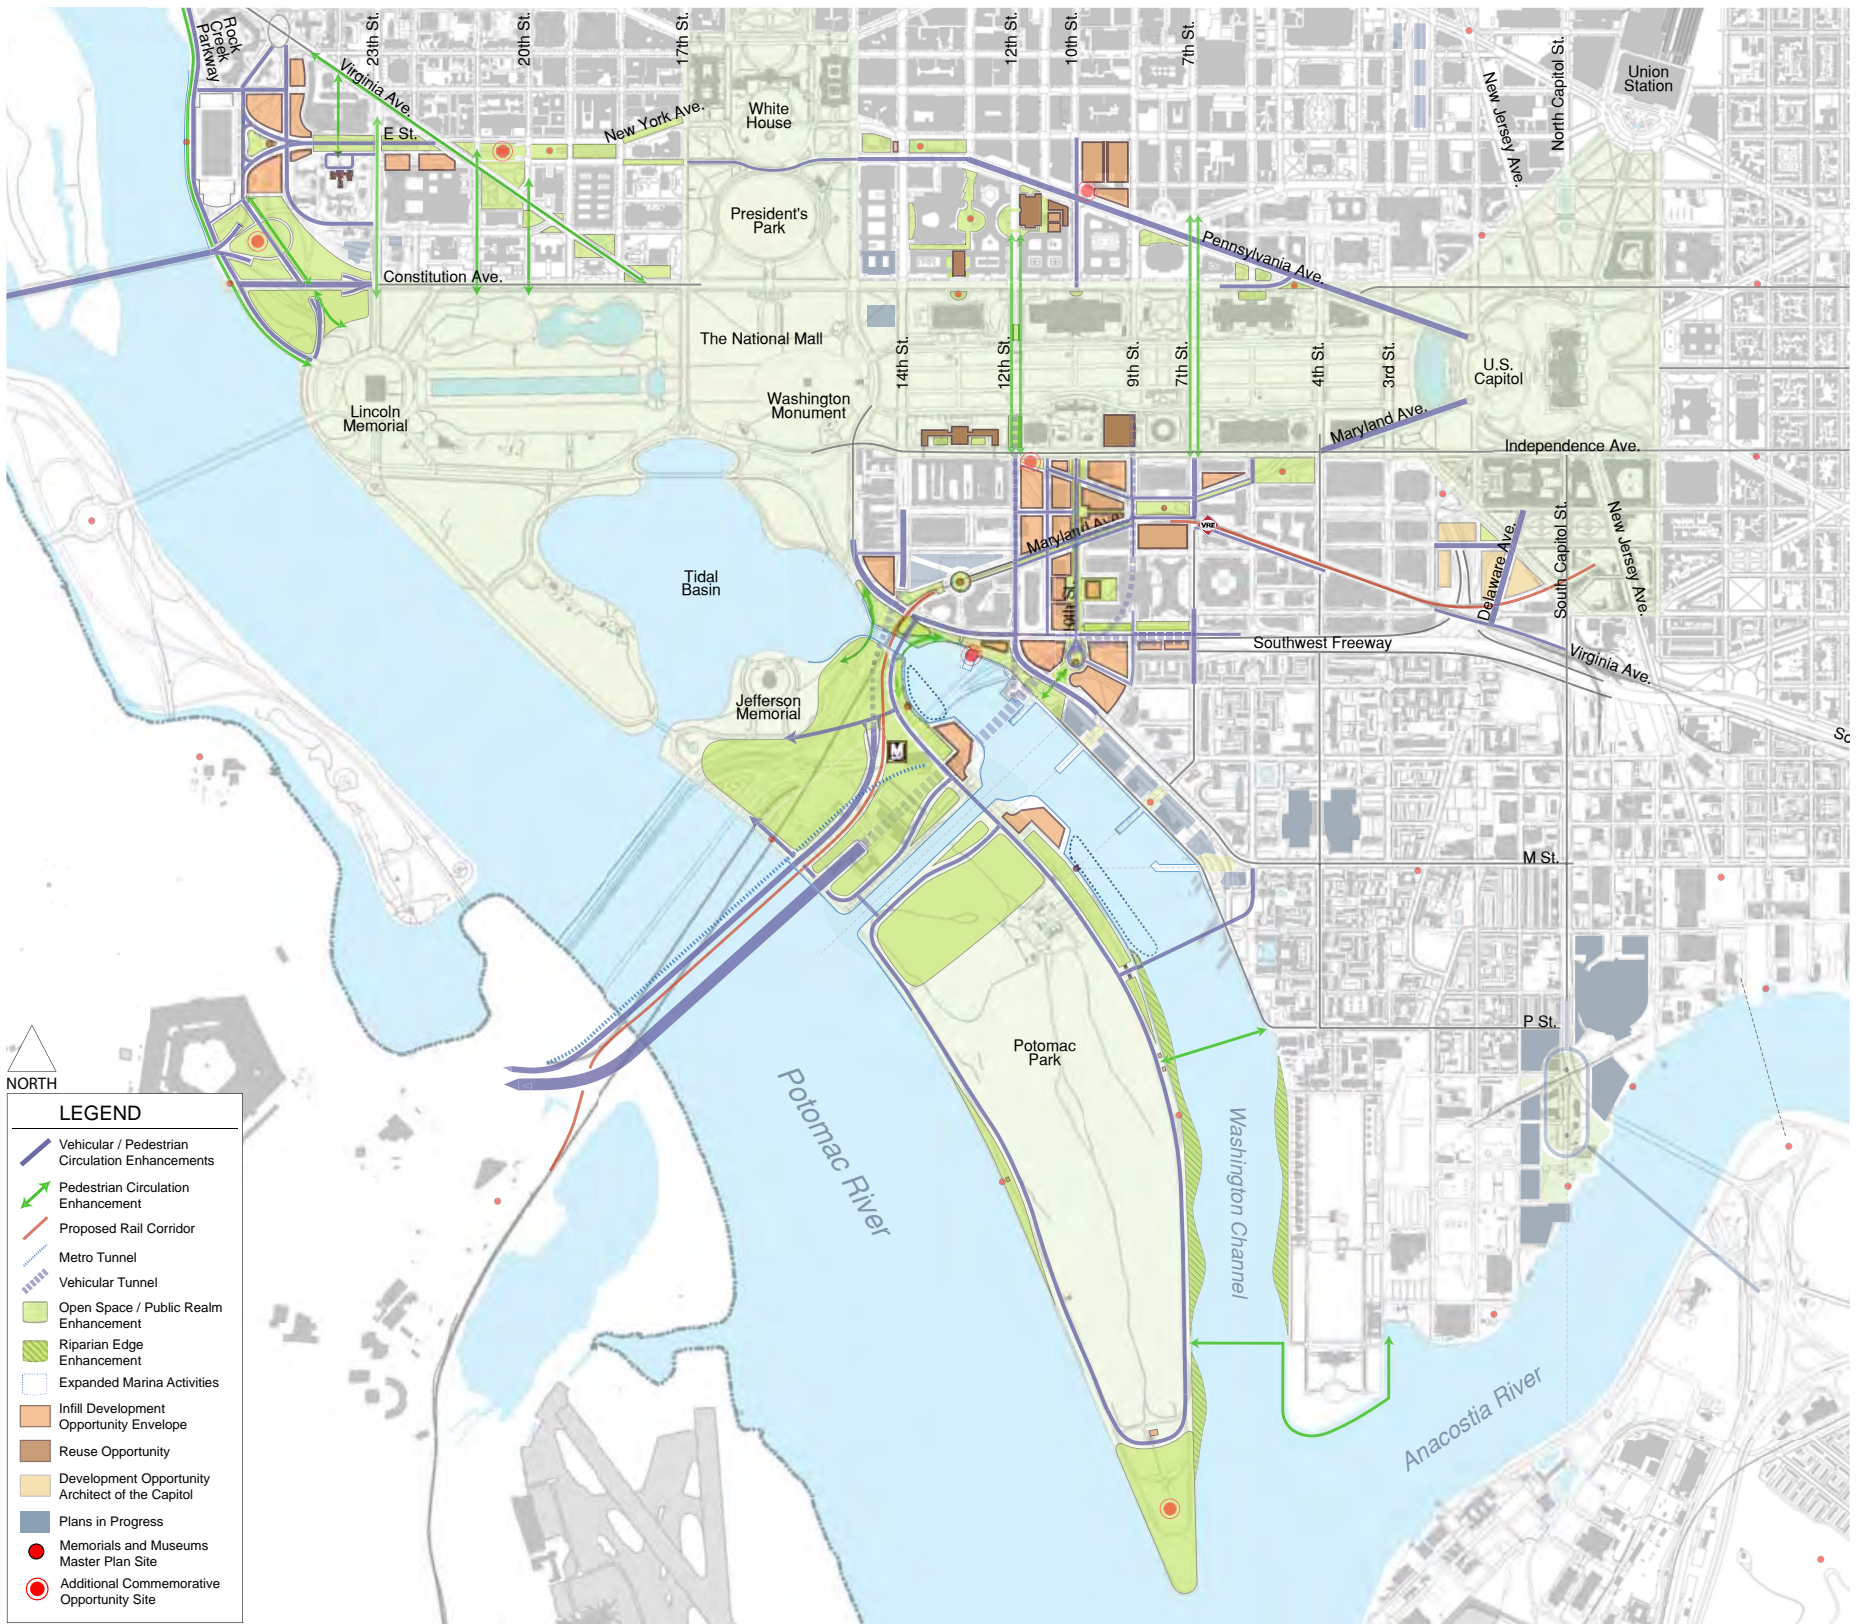 Rock
Creek
Parkway
23th St.
20th St.
17th St.
12th St.
10th St.
7th St.
North Capitol St.
New Jersey Ave.
Union
Station
Virginia Ave.
E St.
New York Ave.
White
House
President's
Park
Pennsylvania Ave.
Constitution Ave.
The National Mall
14th St.
12th St.
9th St.
7th St.
4th St.
3rd St.
U.S.
Capitol
Lincoln
Memorial
Washington
Monument
Maryland Ave.
Independence Ave.
Maryland Ave.
VRE
Delaware Ave.
South Capitol St.
New Jersey Ave.
Tidal
Basin
10th St.
Southwest Freeway
Virginia Ave.
Jefferson
Memorial
M
So
M St.
P St.
Potomac
Park
Potomac River
Washington Channel
Anacostia River
NORTH
LEGEND
Vehicular / Pedestrian
Circulation Enhancements
Pedestrian Circulation
Enhancement
Proposed Rail Corridor
Metro Tunnel
Vehicular Tunnel
Open Space / Public Realm
Enhancement
Riparian Edge
Enhancement
Expanded Marina Activities
Infill Development
Opportunity Envelope
Reuse Opportunity
Development Opportunity
Architect of the Capitol
Plans in Progress
Memorials and Museums
Master Plan Site
Additional Commemorative
Opportunity Site